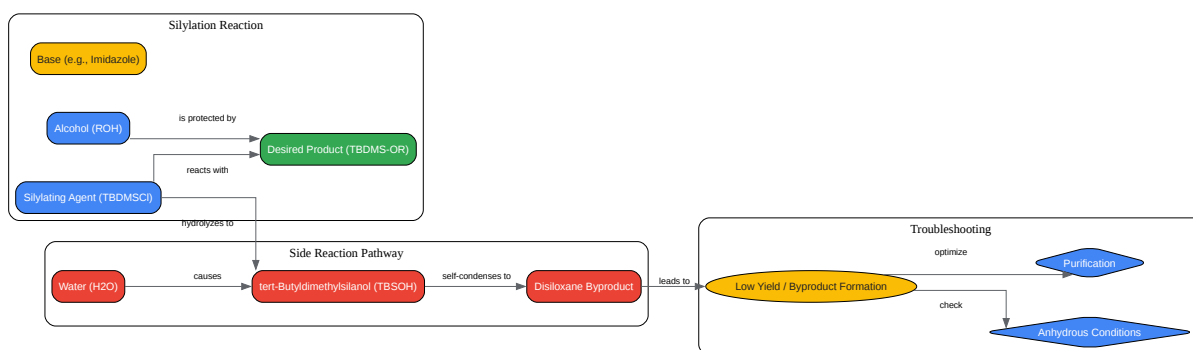 Silylation Reaction
Base (e.g., Imidazole)
Alcohol (ROH)
is protected by
Desired Product (TBDMS-OR)
reacts with
Silylating Agent (TBDMSCl)
hydrolyzes to
Side Reaction Pathway
Water (H2O)
causes
tert-Butyldimethylsilanol (TBSOH)
self-condenses to
Disiloxane Byproduct
leads to
Troubleshooting
Low Yield / Byproduct Formation
optimize
Purification
check
Anhydrous Conditions